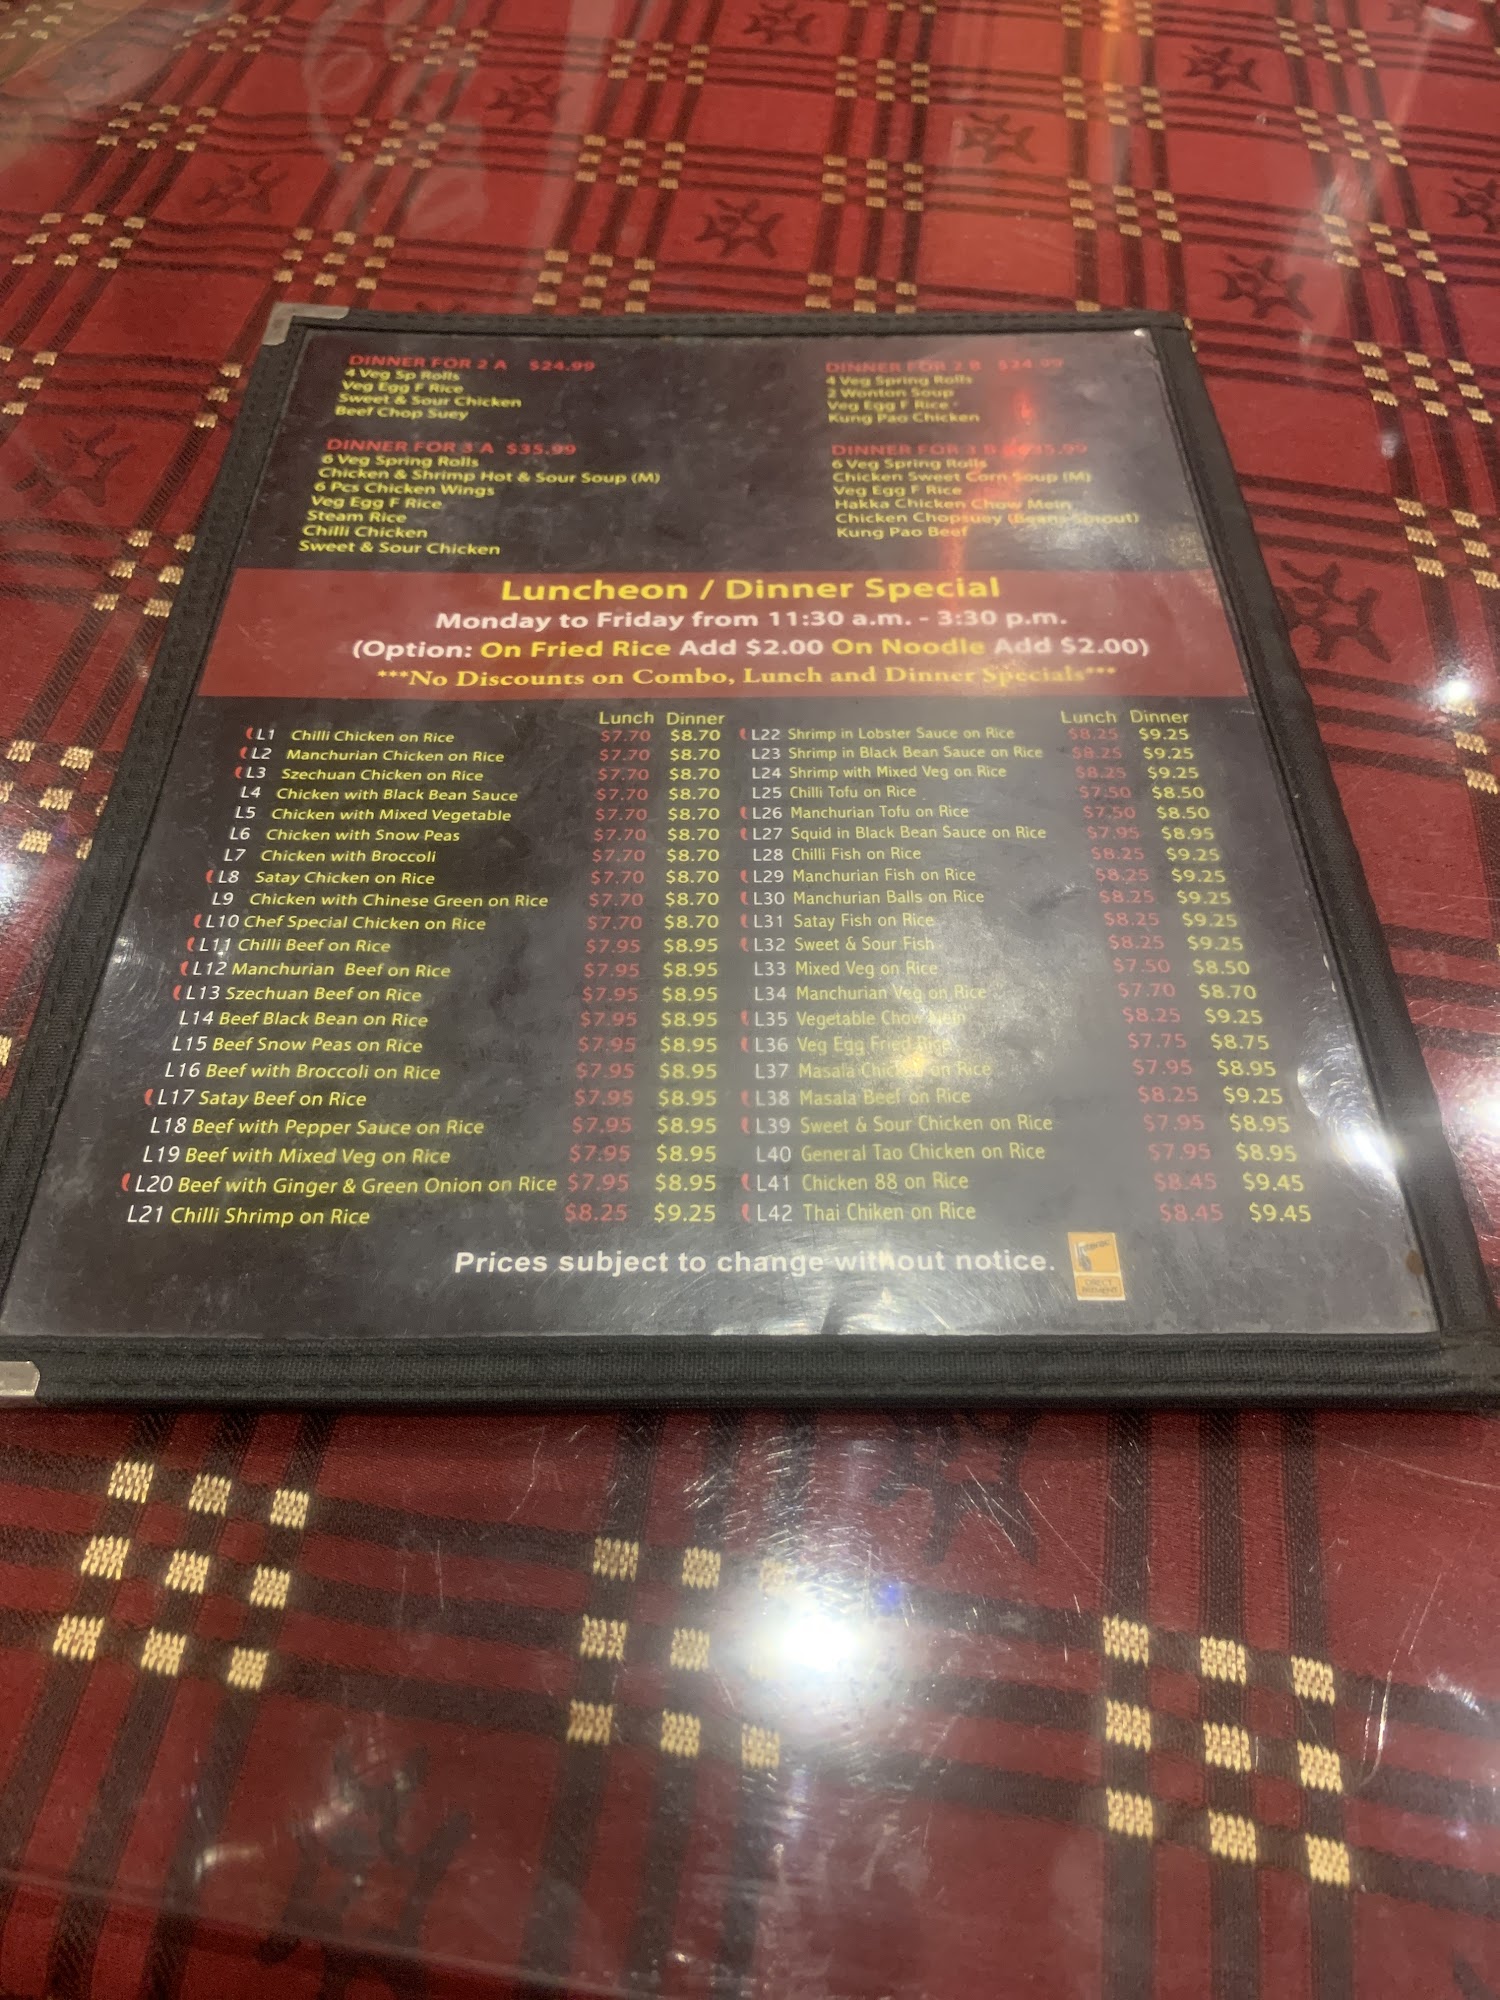 DINNER FOR 2 A $24.99
4 Veg Sp Rolls
Veg Egg F Rice
Sweet & Sour Chicken
Beef Chop Suey
DINNER FOR 2 B $24.99
4 Veg Spring Rolls
2 Wonton Soup
Veg Egg F Rice
Kung Pao Chicken
DINNER FOR 3 A $35.99
6 Veg Spring Rolls
Chicken & Shrimp Hot & Sour Soup (M)
6 Pcs Chicken Wings
Veg Egg F Rice
Steam Rice
Chilli Chicken
Sweet & Sour Chicken
DINNER FOR 3 B $35.99
6 Veg Spring Rolls
Chicken Sweet Corn Soup (M)
Veg Egg F Rice
Hakka Chicken Chow Mein
Chicken Chopsuey (Beans Sprout)
Kung Pao Beef
Luncheon / Dinner Special
Monday to Friday from 11:30 a.m. - 3:30 p.m.
(Option: On Fried Rice Add $2.00 On Noodle Add $2.00)
***No Discounts on Combo, Lunch and Dinner Specials***
Lunch Dinner
L1 Chilli Chicken on Rice $7.70 $8.70
L2 Manchurian Chicken on Rice $7.70 $8.70
L3 Szechuan Chicken on Rice $7.70 $8.70
L4 Chicken with Black Bean Sauce $7.70 $8.70
L5 Chicken with Mixed Vegetable $7.70 $8.70
L6 Chicken with Snow Peas $7.70 $8.70
L7 Chicken with Broccoli $7.70 $8.70
L8 Satay Chicken on Rice $7.70 $8.70
L9 Chicken with Chinese Green on Rice $7.70 $8.70
L10 Chef Special Chicken on Rice $7.70 $8.70
L11 Chilli Beef on Rice $7.95 $8.95
L12 Manchurian Beef on Rice $7.95 $8.95
L13 Szechuan Beef on Rice $7.95 $8.95
L14 Beef Black Bean on Rice $7.95 $8.95
L15 Beef Snow Peas on Rice $7.95 $8.95
L16 Beef with Broccoli on Rice $7.95 $8.95
L17 Satay Beef on Rice $7.95 $8.95
L18 Beef with Pepper Sauce on Rice $7.95 $8.95
L19 Beef with Mixed Veg on Rice $7.95 $8.95
L20 Beef with Ginger & Green Onion on Rice $7.95 $8.95
L21 Chilli Shrimp on Rice $8.25 $9.25
Lunch Dinner
L22 Shrimp in Lobster Sauce on Rice $8.25 $9.25
L23 Shrimp in Black Bean Sauce on Rice $8.25 $9.25
L24 Shrimp with Mixed Veg on Rice $8.25 $9.25
L25 Chilli Tofu on Rice $7.50 $8.50
L26 Manchurian Tofu on Rice $7.50 $8.50
L27 Squid in Black Bean Sauce on Rice $7.95 $8.95
L28 Chilli Fish on Rice $8.25 $9.25
L29 Manchurian Fish on Rice $8.25 $9.25
L30 Manchurian Balls on Rice $8.25 $9.25
L31 Satay Fish on Rice $8.25 $9.25
L32 Sweet & Sour Fish $8.25 $9.25
L33 Mixed Veg on Rice $7.50 $8.50
L34 Manchurian Veg on Rice $7.70 $8.70
L35 Vegetable Chow Mein $8.25 $9.25
L36 Veg Egg Fried Rice $7.75 $8.75
L37 Masala Chicken on Rice $7.95 $8.95
L38 Masala Beef on Rice $8.25 $9.25
L39 Sweet & Sour Chicken on Rice $7.95 $8.95
L40 General Tao Chicken on Rice $7.95 $8.95
L41 Chicken 88 on Rice $8.45 $9.45
L42 Thai Chiken on Rice $8.45 $9.45
Prices subject to change without notice.
Interac
DIRECT
PAYMENT